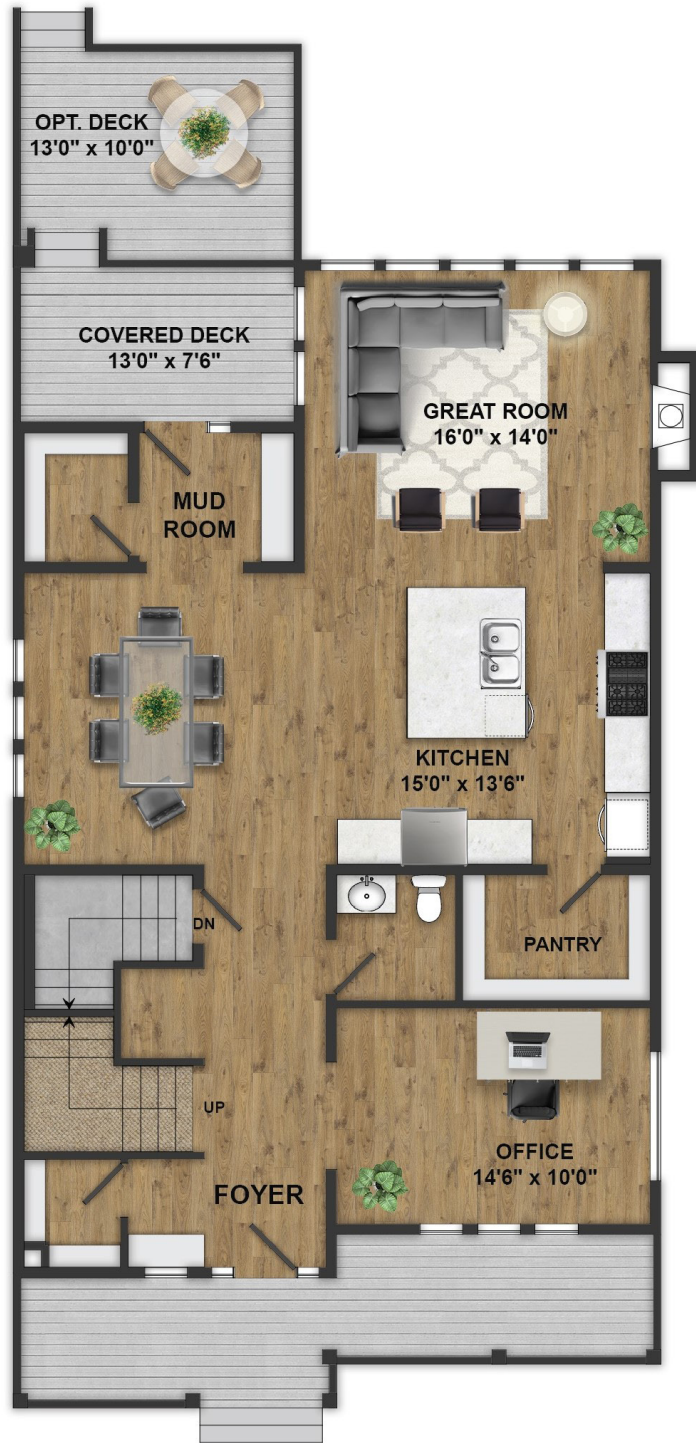 OPT. DECK
13'0" x 10'0"
COVERED DECK
13'0" x 7'6"
GREAT ROOM
16'0" x 14'0"
MUD
ROOM
KITCHEN
15'0" x 13'6"
DN
PANTRY
UP
OFFICE
14'6" x 10'0"
FOYER